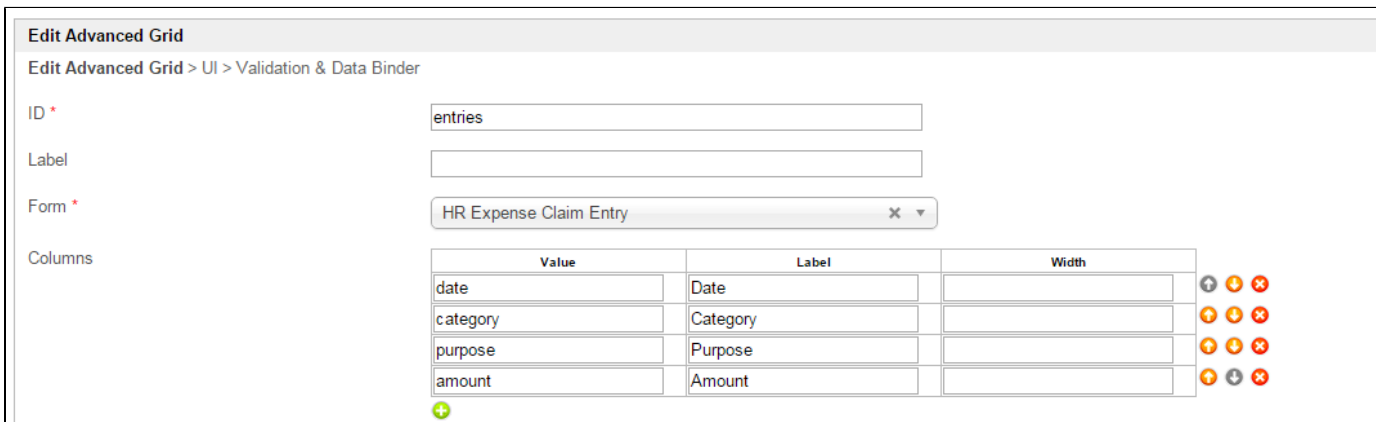 Edit Advanced Grid
Edit Advanced Grid > UI > Validation & Data Binder
ID * entries
Label
Form * HR Expense Claim Entry
Columns Value Label Width
date Date
category Category
purpose Purpose
amount Amount